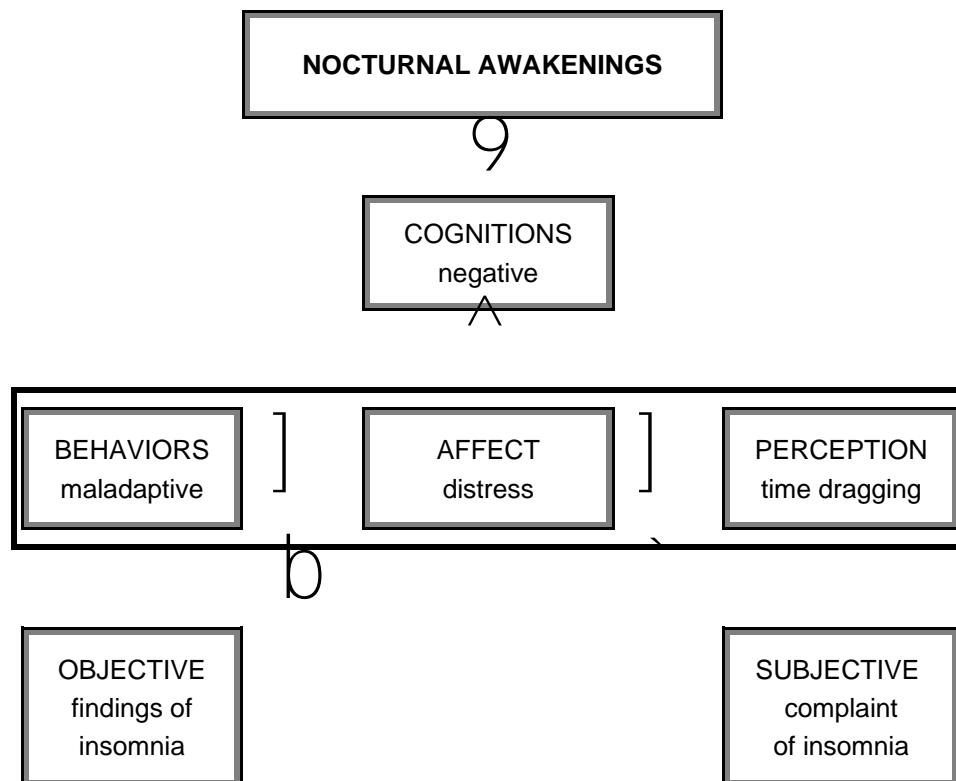 NOCTURNAL AWAKENINGS
9
COGNITIONS
negative
^
BEHAVIORS
maladaptive
]
AFFECT
distress
]
PERCEPTION
time dragging
b
`
OBJECTIVE
findings of
insomnia
SUBJECTIVE
complaint
of insomnia